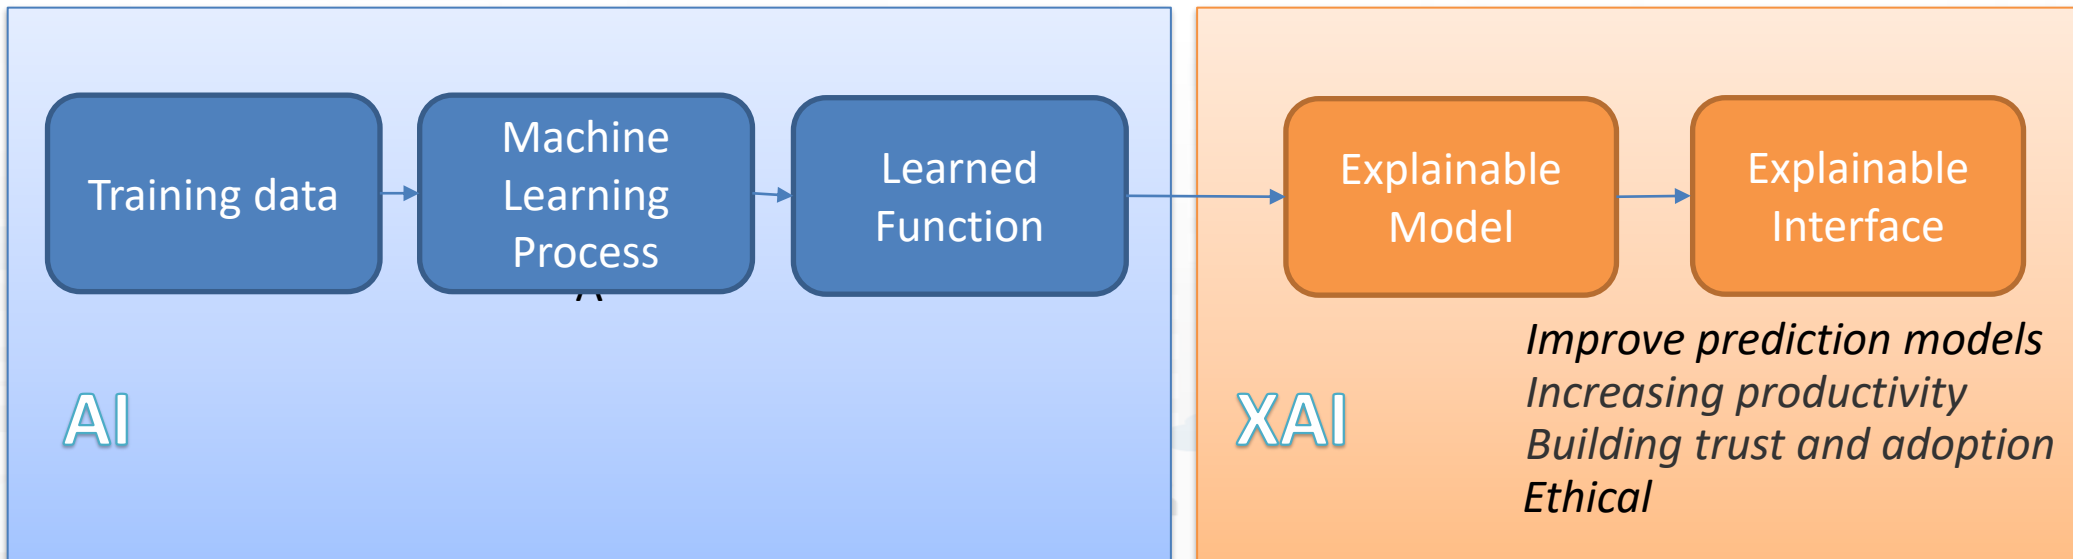 Training data
Machine
Learning
Process
Learned
Function
Explainable
Model
Explainable
Interface
AI
XAI
Improve prediction models
Increasing productivity
Building trust and adoption
Ethical